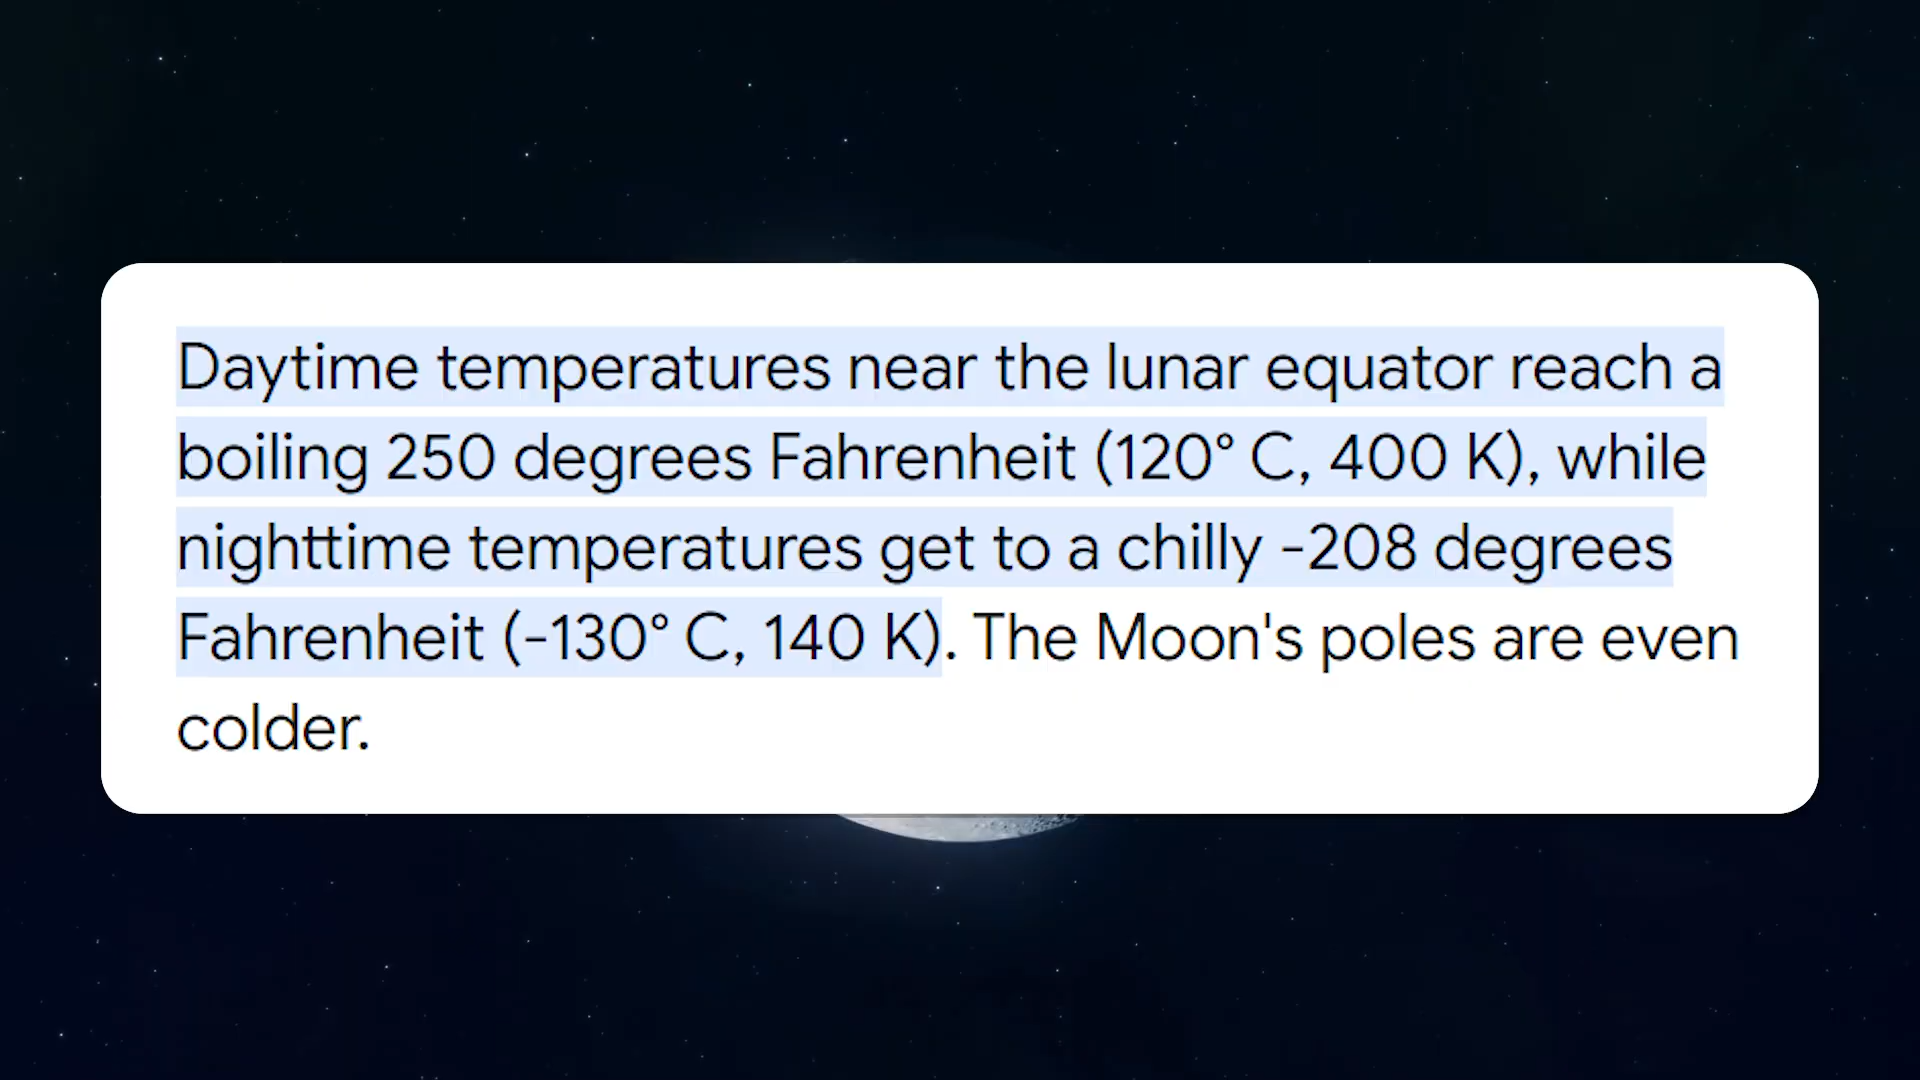 Daytime temperatures near the lunar equator reach a
boiling 250 degrees Fahrenheit (120° C, 400 K), while
nighttime temperatures get to a chilly -208 degrees
Fahrenheit (-130° C, 140 K). The Moon's poles are even
colder.